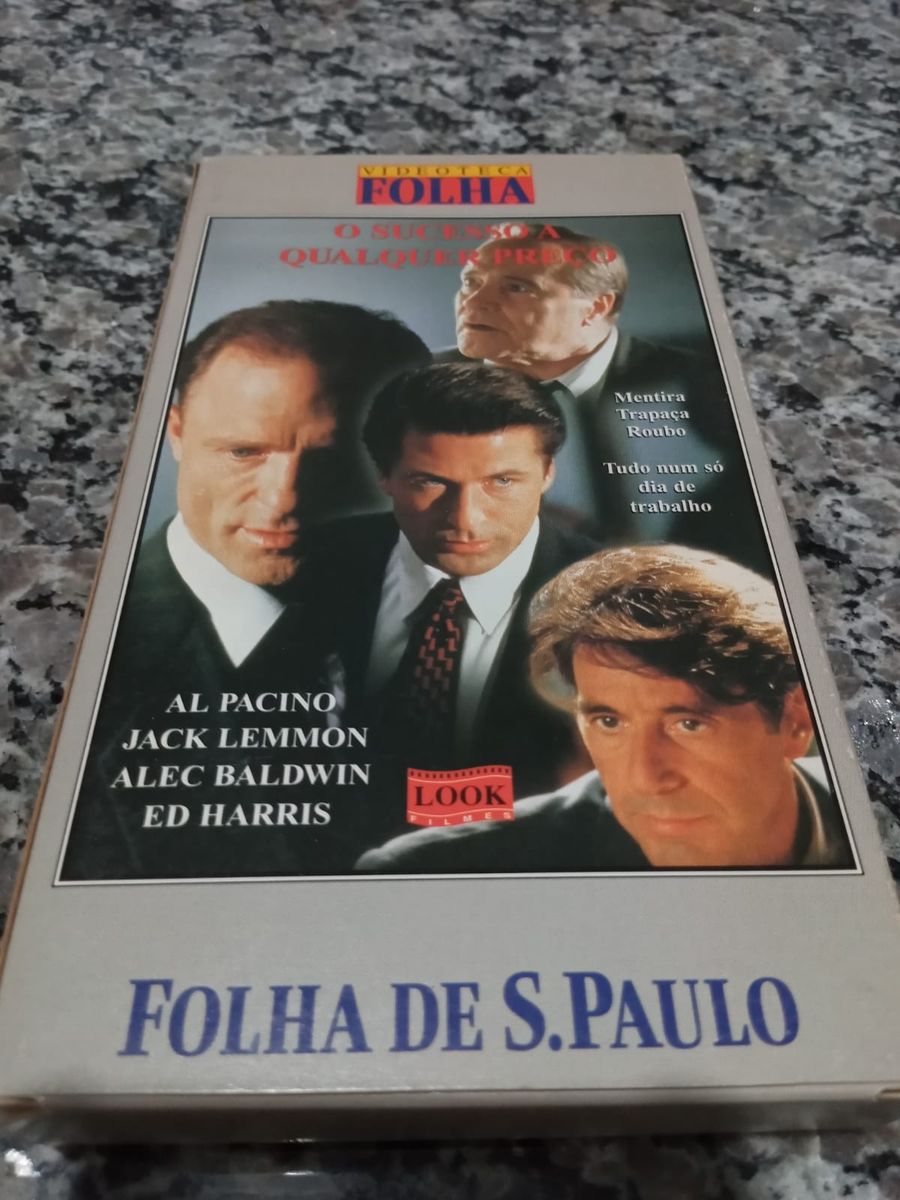 VIDEOTECA
FOLHA
O SUCESSO A
QUALQUER PREÇO
Mentira
Trapaça
Roubo
Tudo num só
dia de
trabalho
AL PACINO
JACK LEMMON
ALEC BALDWIN
ED HARRIS
LOOK
FILMES
FOLHA DE S.PAULO